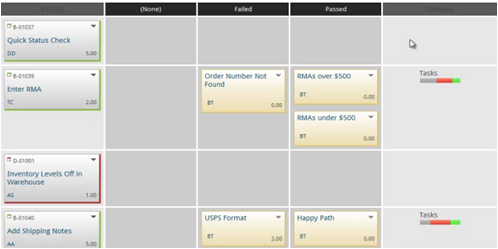 (None)
Failed
Passed
B-01037
Quick Status Check
DD
5.00
B-01039
Enter RMA
TC
2.00
Order Number Not
Found
BT
0.00
RMAs over $500
BT
0.00
RMAs under $500
BT
0.00
Tasks
D-01001
Inventory Levels Off in
Warehouse
AS
1.00
B-01040
Add Shipping Notes
AA
5.00
USPS Format
BT
2.00
Happy Path
BT
0.00
Tasks